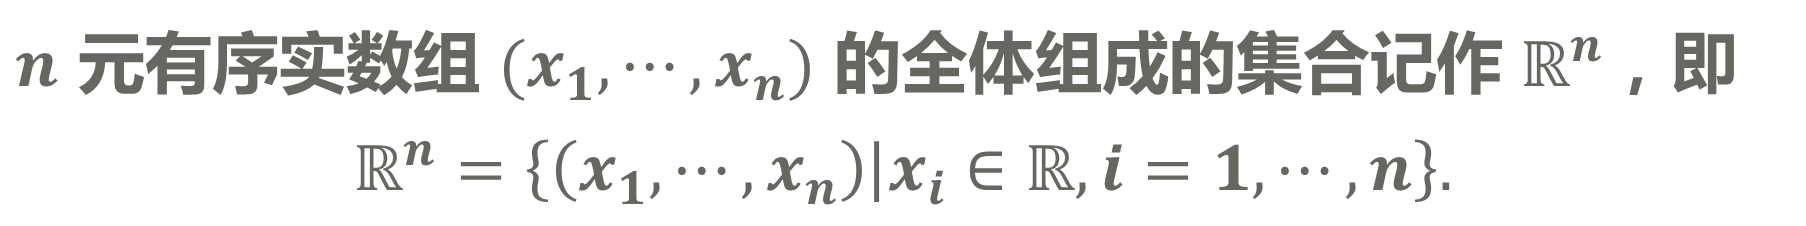 n 元有序实数组 (x₁,⋯,xₙ) 的全体组成的集合记作 ℝⁿ，即
ℝⁿ = {(x₁,⋯,xₙ)|xᵢ ∈ ℝ, i = 1,⋯,n}.